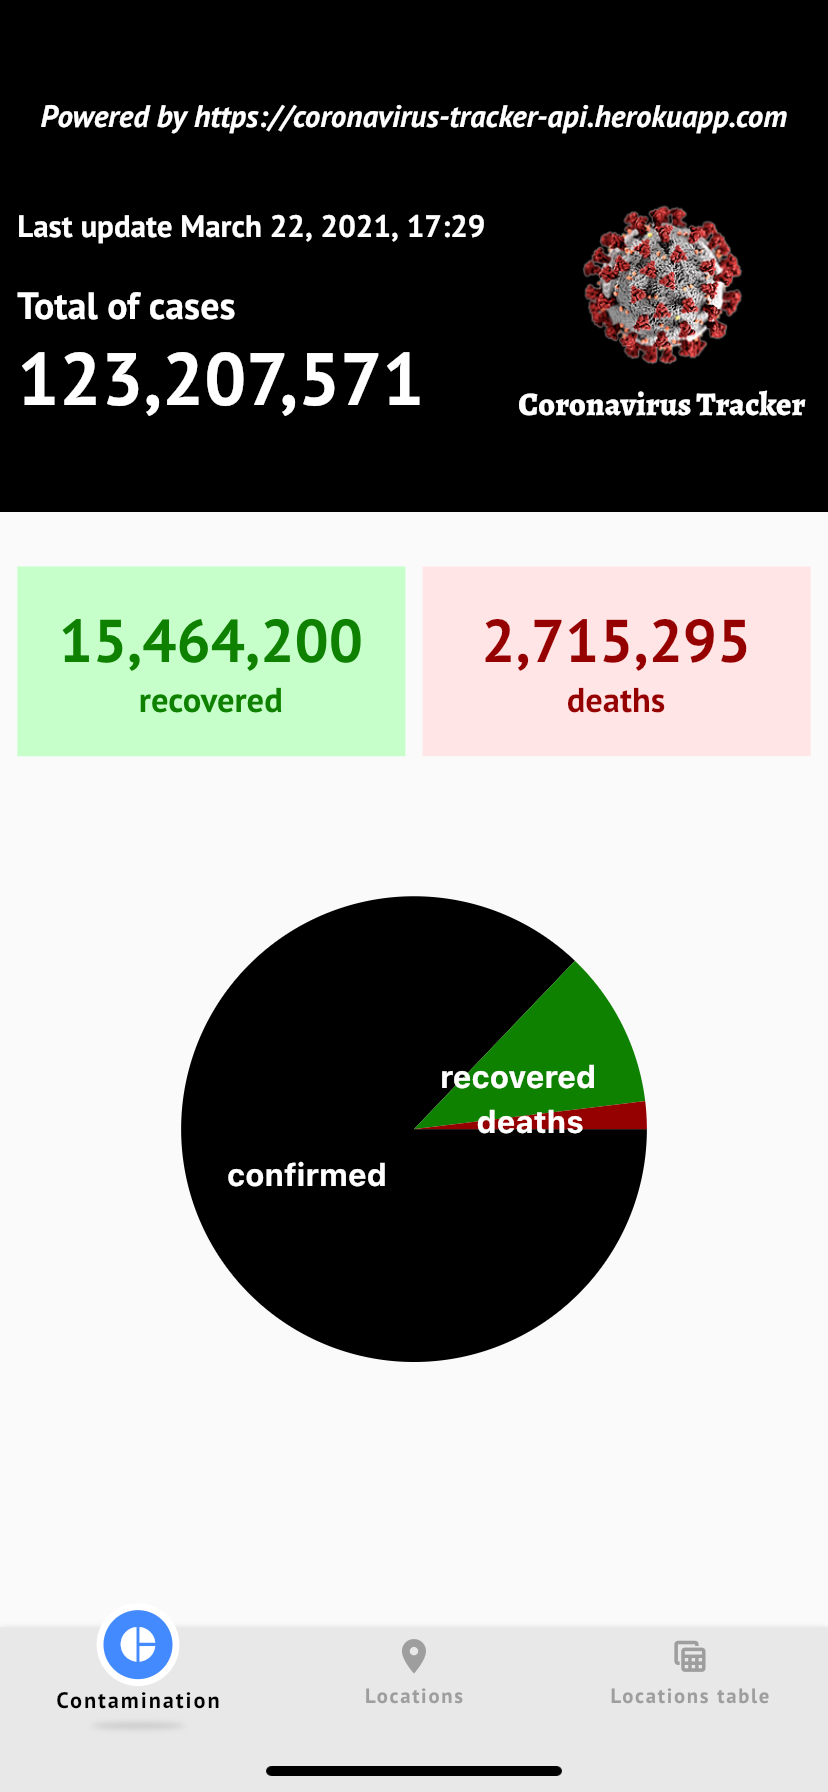 Powered by https://coronavirus-tracker-api.herokuapp.com
Last update March 22, 2021, 17:29
Total of cases
123,207,571
Coronavirus Tracker
15,464,200
recovered
2,715,295
deaths
recovered
deaths
confirmed
Contamination
Locations
Locations table